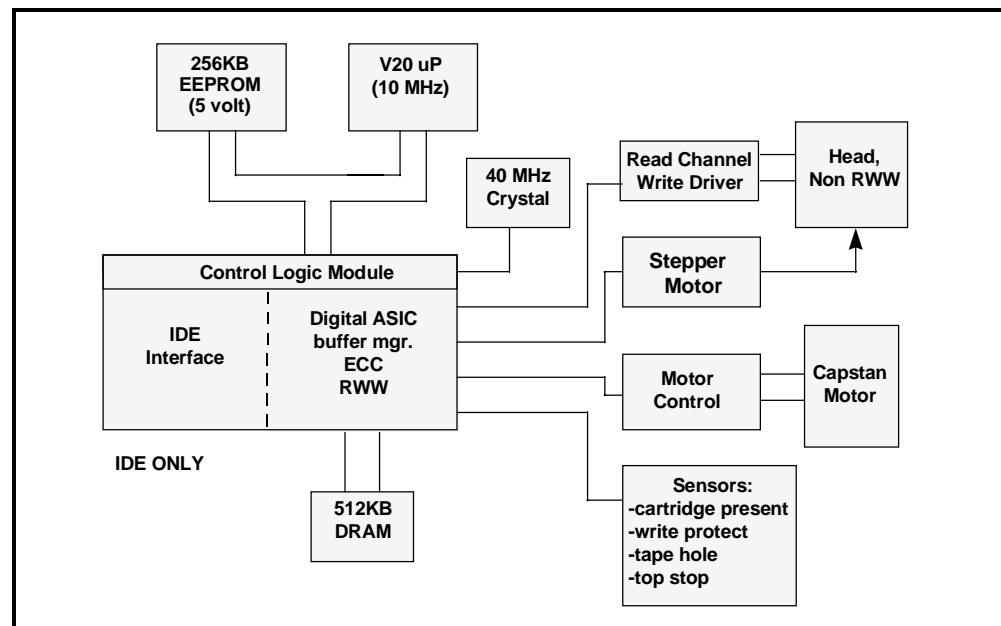 256KB
EEPROM
(5 volt)
V20 uP
(10 MHz)
40 MHz
Crystal
Read Channel
Write Driver
Head,
Non RWW
Stepper
Motor
Control Logic Module
IDE
Interface
Digital ASIC
buffer mgr.
ECC
RWW
Motor
Control
Capstan
Motor
IDE ONLY
512KB
DRAM
Sensors:
-cartridge present
-write protect
-tape hole
-top stop